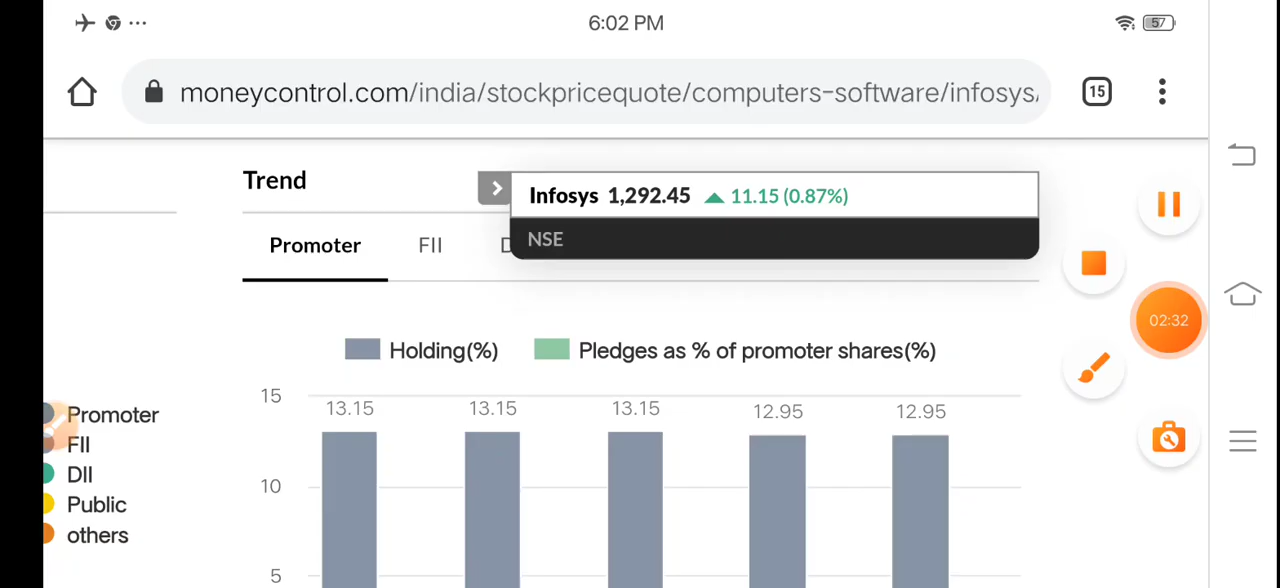 6:02 PM
57
moneycontrol.com/india/stockpricequote/computers-software/infosys/
15
Trend
Infosys 1,292.45 11.15 (0.87%)
NSE
Promoter FII D
Holding(%) Pledges as % of promoter shares(%)
02:32
15
13.15 13.15 13.15 12.95 12.95
10
5
Promoter
FII
DII
Public
others